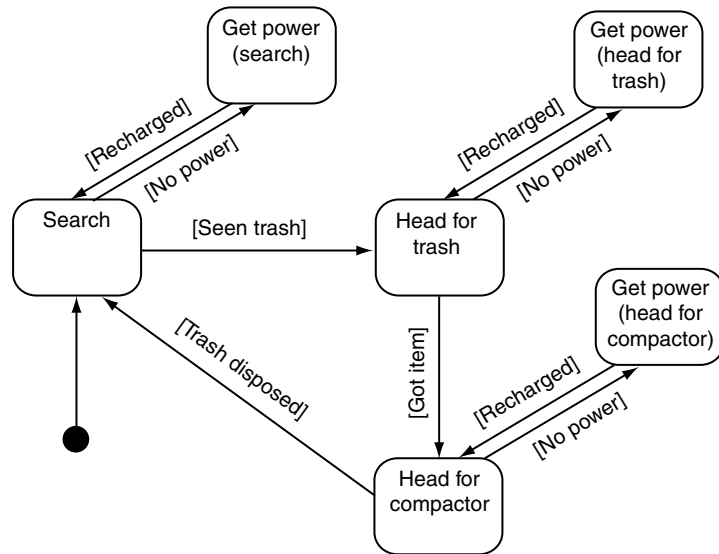 Get power
(search)
Get power
(head for
trash)
[Recharged]
[No power]
[Recharged]
[No power]
Search
[Seen trash]
Head for
trash
Get power
(head for
compactor)
[Trash disposed]
[Got item]
[Recharged]
[No power]
Head for
compactor